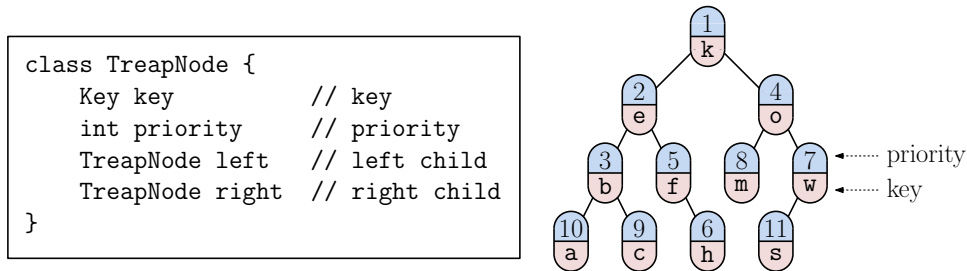 class TreapNode {
Key key // key
int priority // priority
TreapNode left // left child
TreapNode right // right child
}
1
k
2
e
4
o
3
b
5
f
8
m
7
w
priority
key
10
a
9
c
6
h
11
s